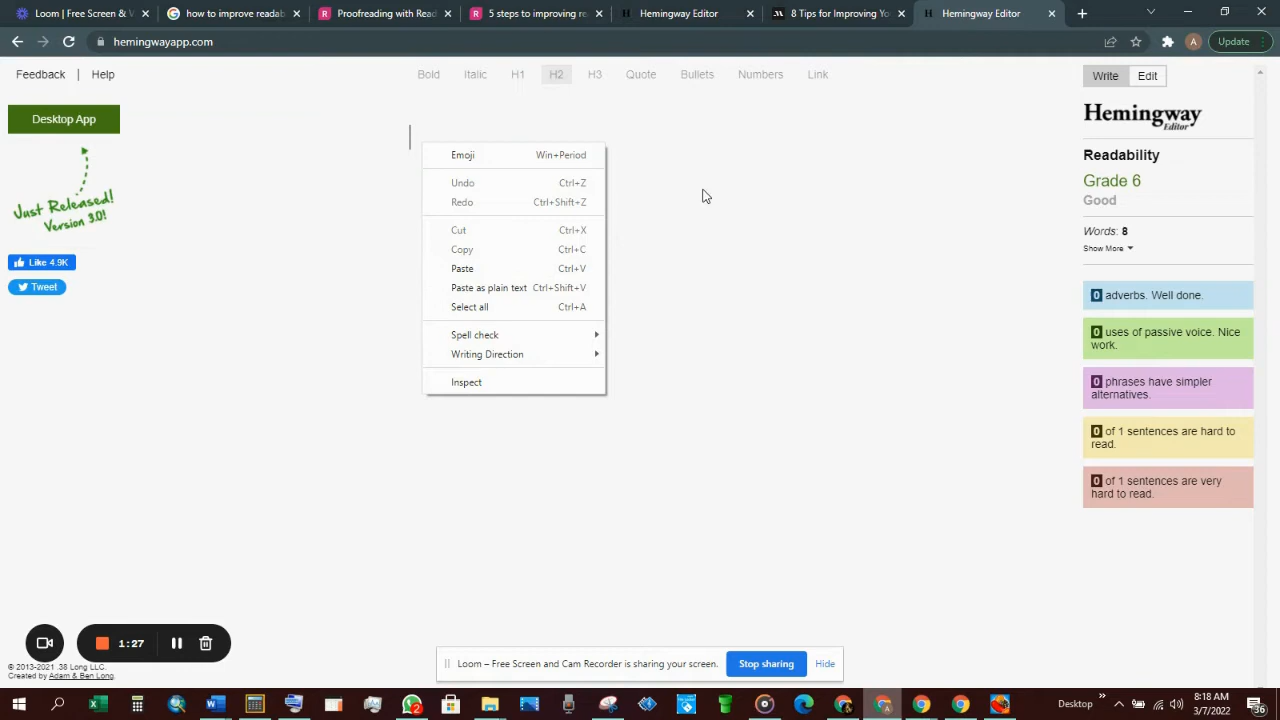 Loom | Free Screen & V
how to improve readab
Proofreading with Read
5 steps to improving re
Hemingway Editor
8 Tips for Improving Yo
Hemingway Editor
hemingwayapp.com
A
Update
Feedback | Help
Bold Italic H1 H2 H3 Quote Bullets Numbers Link
Write Edit
Desktop App
Just Released!
Version 3.0!
Like 4.9K
Tweet
Emoji Win+Period
Undo Ctrl+Z
Redo Ctrl+Shift+Z
Cut Ctrl+X
Copy Ctrl+C
Paste Ctrl+V
Paste as plain text Ctrl+Shift+V
Select all Ctrl+A
Spell check
Writing Direction
Inspect
Hemingway
Editor
Readability
Grade 6
Good
Words: 8
Show More
0 adverbs. Well done.
0 uses of passive voice. Nice
work.
0 phrases have simpler
alternatives.
0 of 1 sentences are hard to
read.
0 of 1 sentences are very
hard to read.
1:27
© 2013-2021 .38 Long LLC.
Created by Adam & Ben Long.
Loom – Free Screen and Cam Recorder is sharing your screen.
Stop sharing
Hide
2
Desktop
8:18 AM
3/7/2022
36